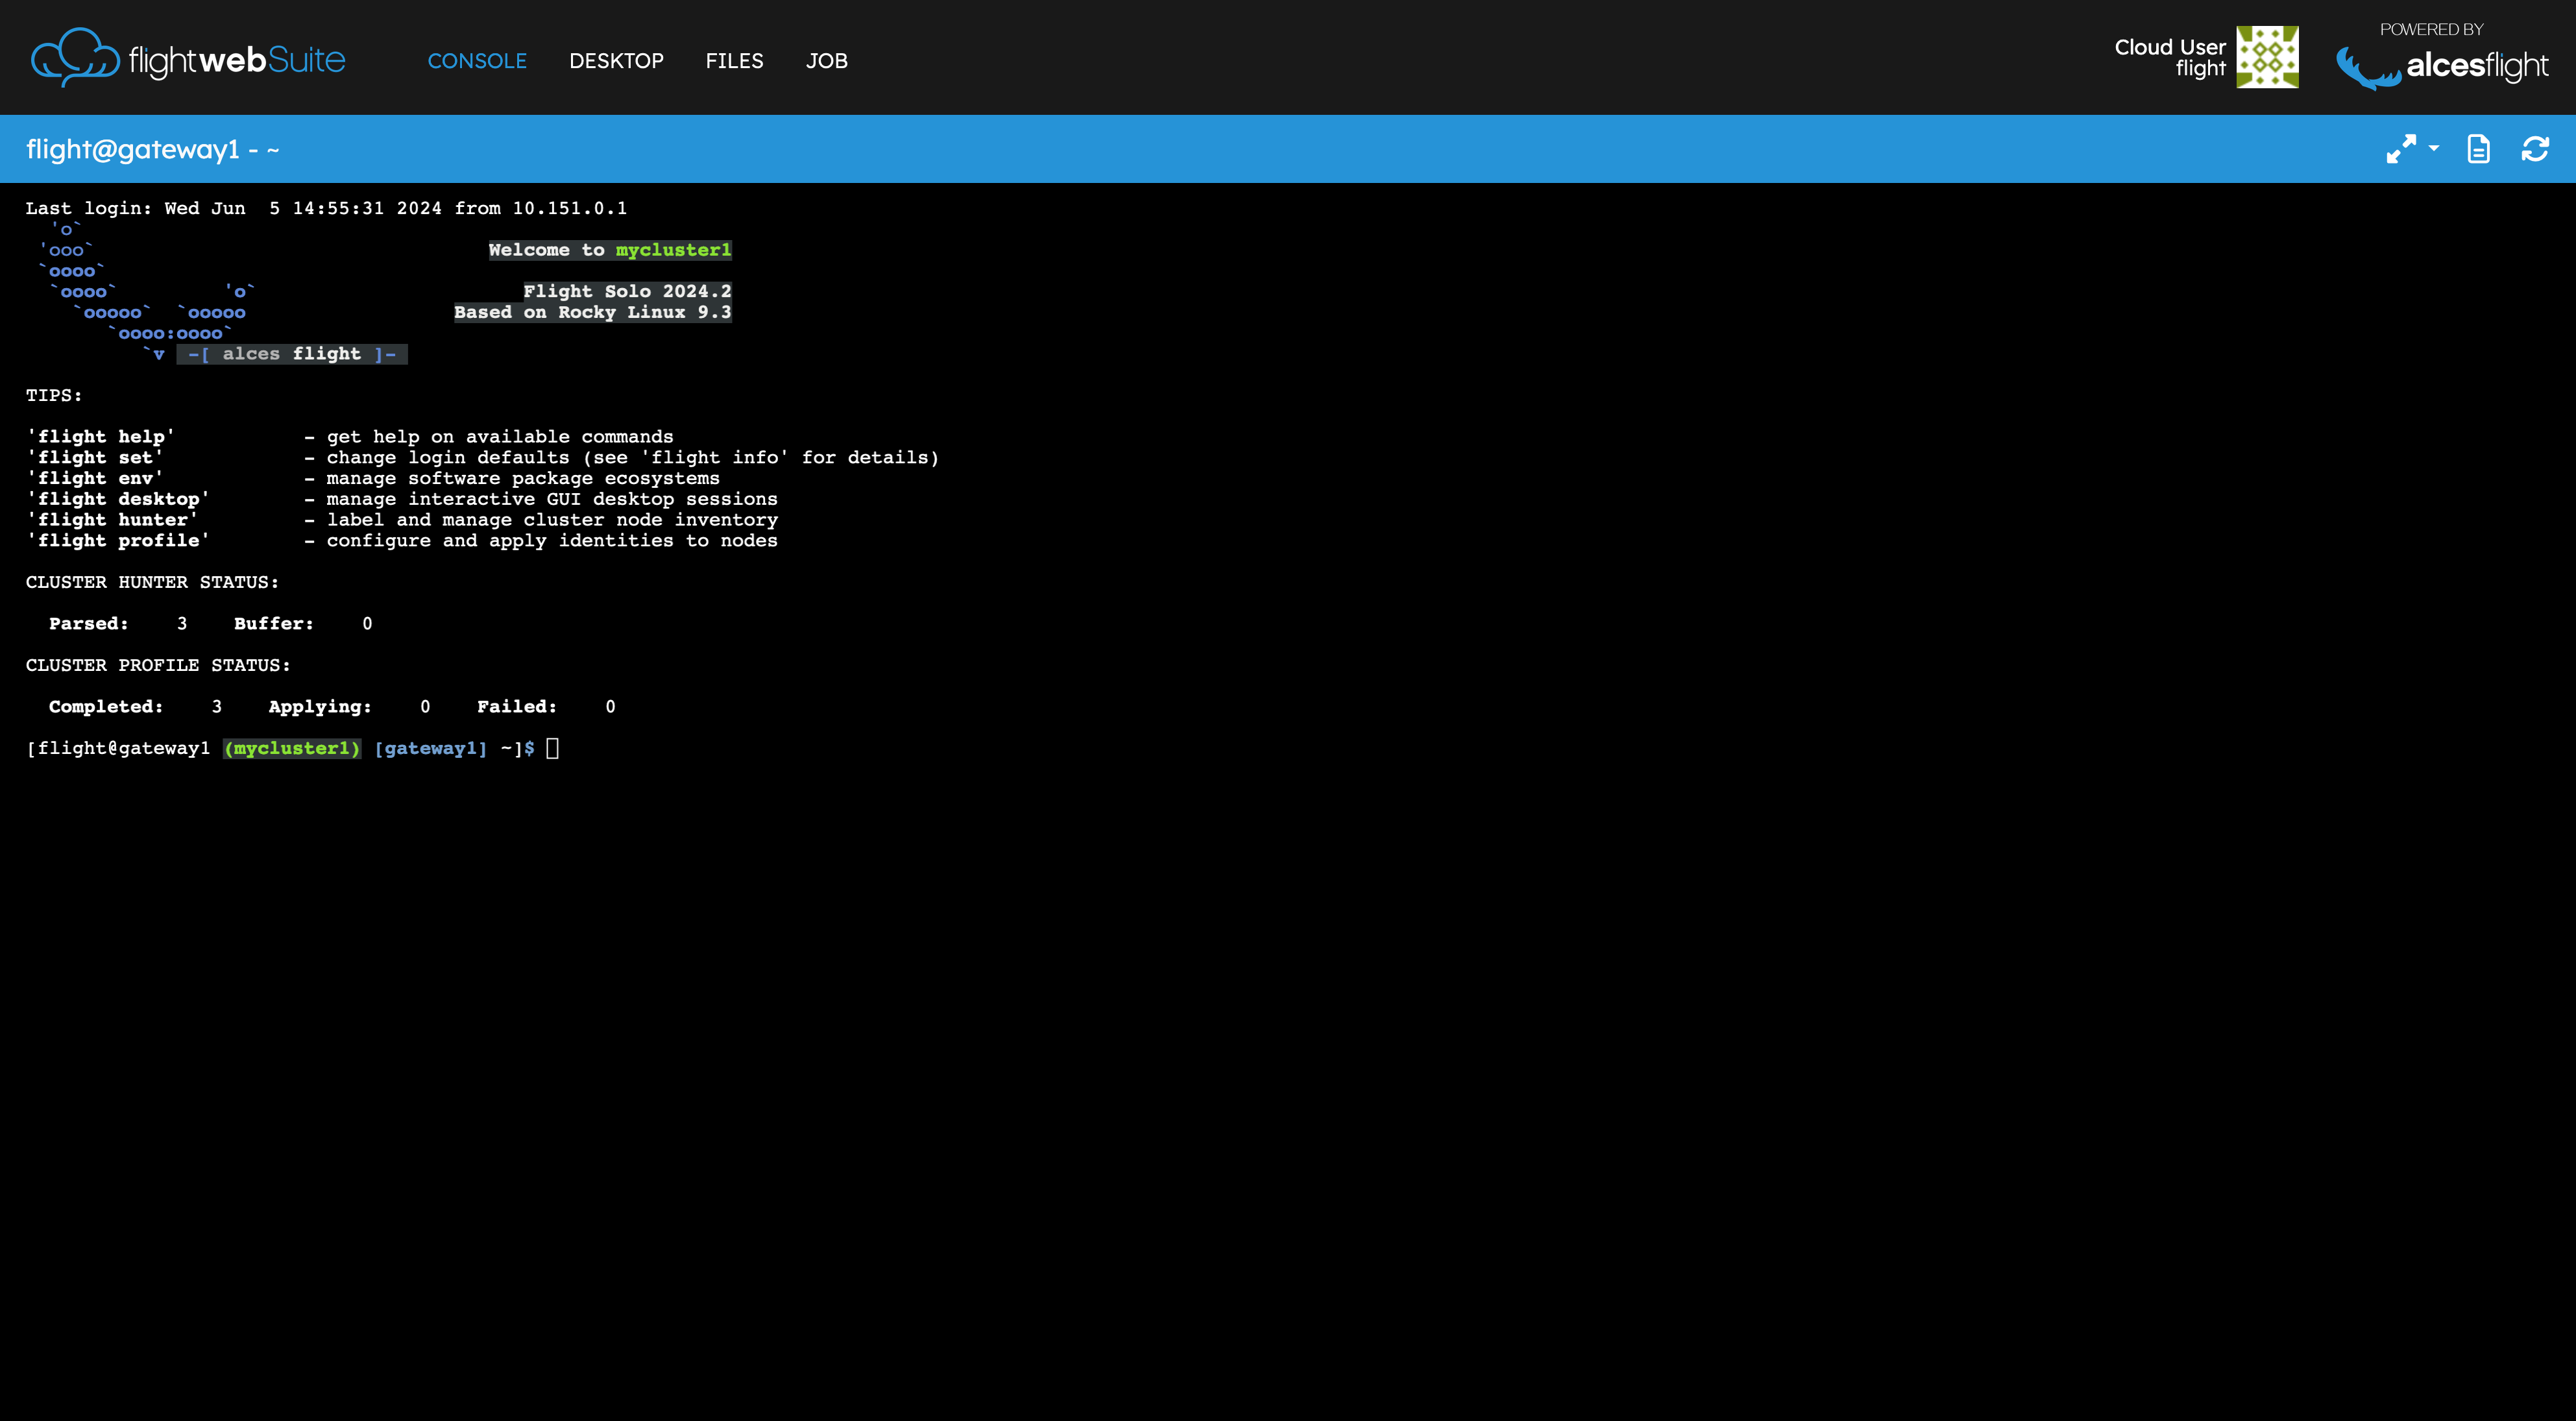 flightwebSuite CONSOLE DESKTOP FILES JOB Cloud User flight POWERED BY alcesflight
flight@gateway1 - ~
Last login: Wed Jun  5 14:55:31 2024 from 10.151.0.1
'o`
'ooo`                                  Welcome to mycluster1
`oooo`
`oooo`         'o`                       Flight Solo 2024.2
`ooooo`  `ooooo                  Based on Rocky Linux 9.3
`oooo:oooo`
`v  -[ alces flight ]-
TIPS:
'flight help'           - get help on available commands
'flight set'            - change login defaults (see 'flight info' for details)
'flight env'            - manage software package ecosystems
'flight desktop'        - manage interactive GUI desktop sessions
'flight hunter'         - label and manage cluster node inventory
'flight profile'        - configure and apply identities to nodes
CLUSTER HUNTER STATUS:
Parsed:    3    Buffer:    0
CLUSTER PROFILE STATUS:
Completed:    3    Applying:    0    Failed:    0
[flight@gateway1 (mycluster1) [gateway1] ~]$